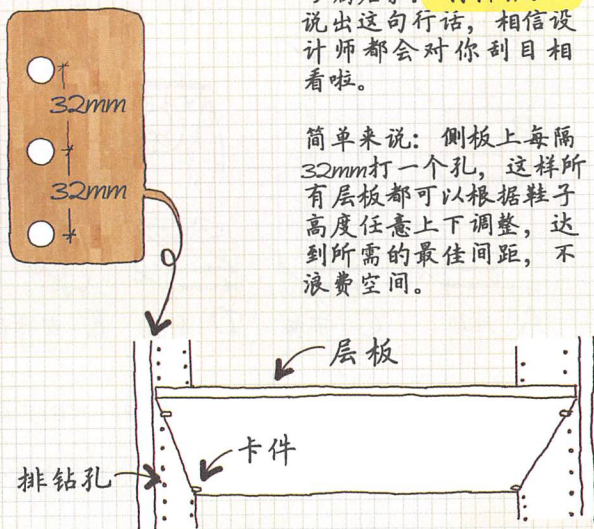 说出这句行话，相信设
计师都会对你刮目相
看啦。
简单来说：侧板上每隔
32mm打一个孔，这样所
有层板都可以根据鞋子
高度任意上下调整，达
到所需的最佳间距，不
浪费空间。
32mm
32mm
层板
卡件
排钻孔